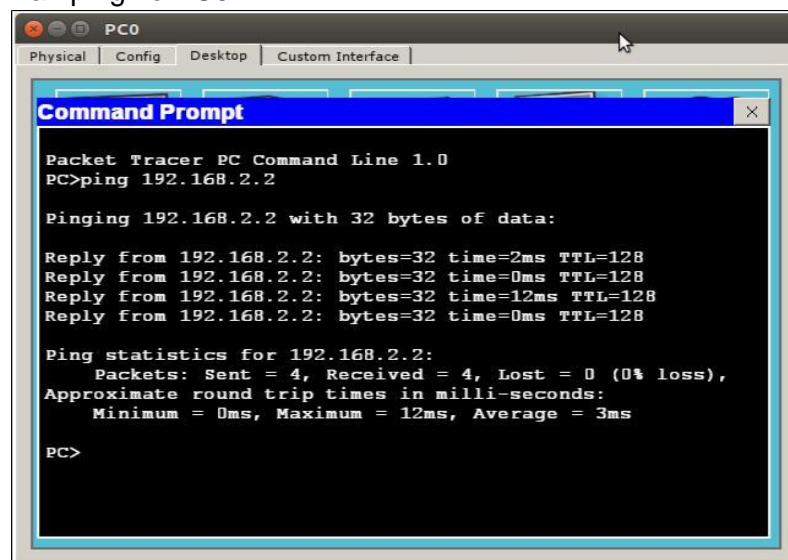 PC0
Physical Config Desktop Custom Interface
Command Prompt
Packet Tracer PC Command Line 1.0
PC>ping 192.168.2.2
Pinging 192.168.2.2 with 32 bytes of data:
Reply from 192.168.2.2: bytes=32 time=2ms TTL=128
Reply from 192.168.2.2: bytes=32 time=0ms TTL=128
Reply from 192.168.2.2: bytes=32 time=12ms TTL=128
Reply from 192.168.2.2: bytes=32 time=0ms TTL=128
Ping statistics for 192.168.2.2:
Packets: Sent = 4, Received = 4, Lost = 0 (0% loss),
Approximate round trip times in milli-seconds:
Minimum = 0ms, Maximum = 12ms, Average = 3ms
PC>